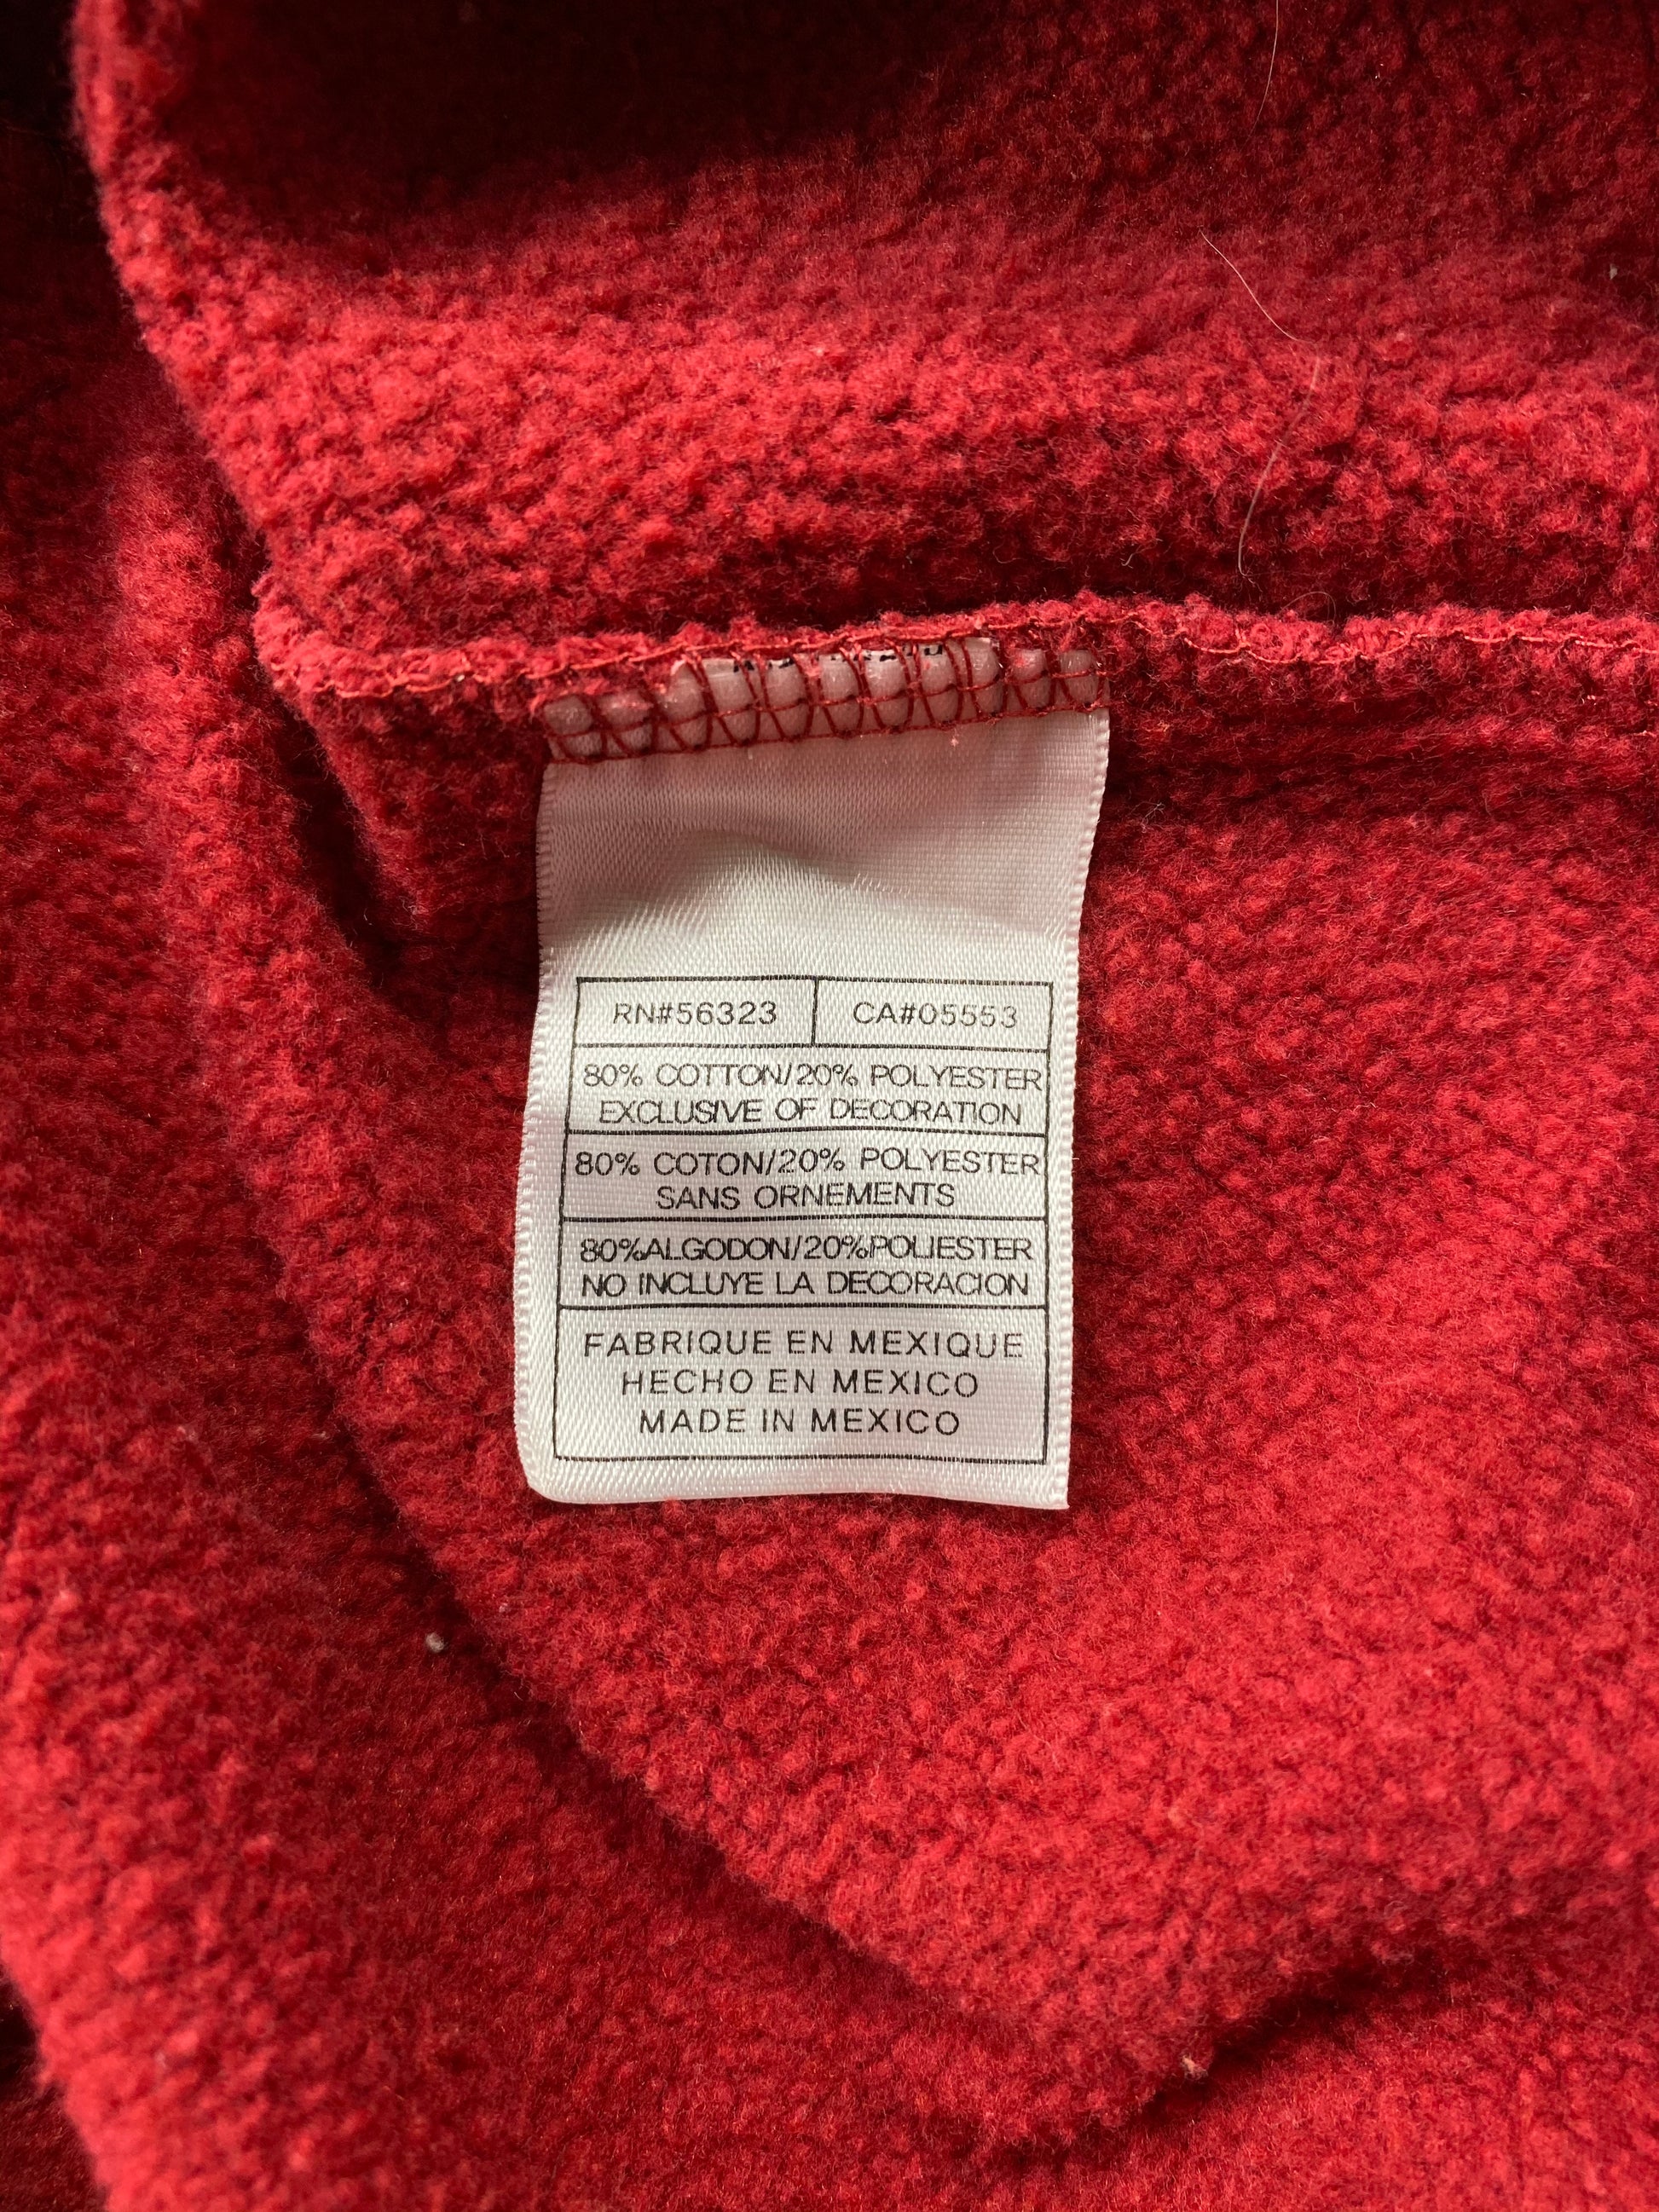 RN#56323 CA#05553
80% COTTON/20% POLYESTER
EXCLUSIVE OF DECORATION
80% COTON/20% POLYESTER
SANS ORNEMENTS
80%ALGODON/20%POLIESTER
NO INCLUYE LA DECORACION
FABRIQUE EN MEXIQUE
HECHO EN MEXICO
MADE IN MEXICO